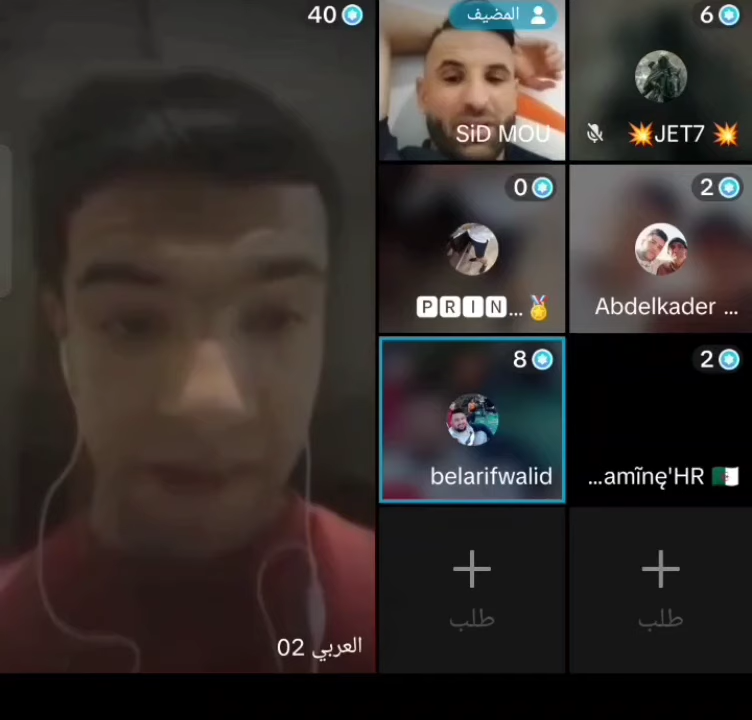 40
المضيف
SiD MOU
6
💥JET7 💥
0
🄿🅁🄸🄽...🏅
2
Abdelkader ...
8
belarifwalid
2
...amĩnę'HR 🇩🇿
طلب
طلب
العربي 02